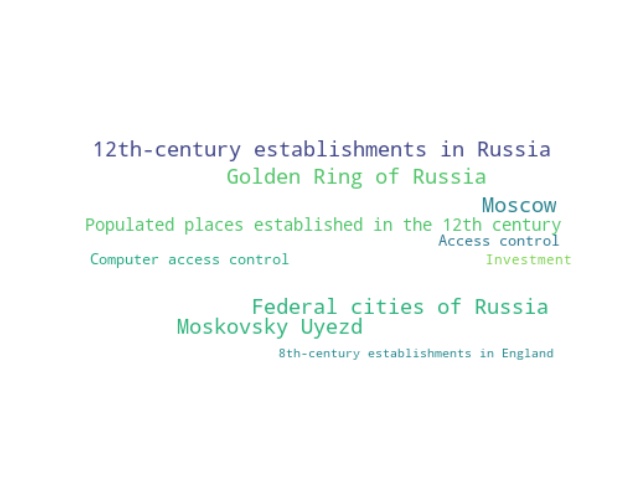 12th-century establishments in Russia
Golden Ring of Russia
Moscow
Populated places established in the 12th century
Access control
Computer access control
Investment
Federal cities of Russia
Moskovsky Uyezd
8th-century establishments in England